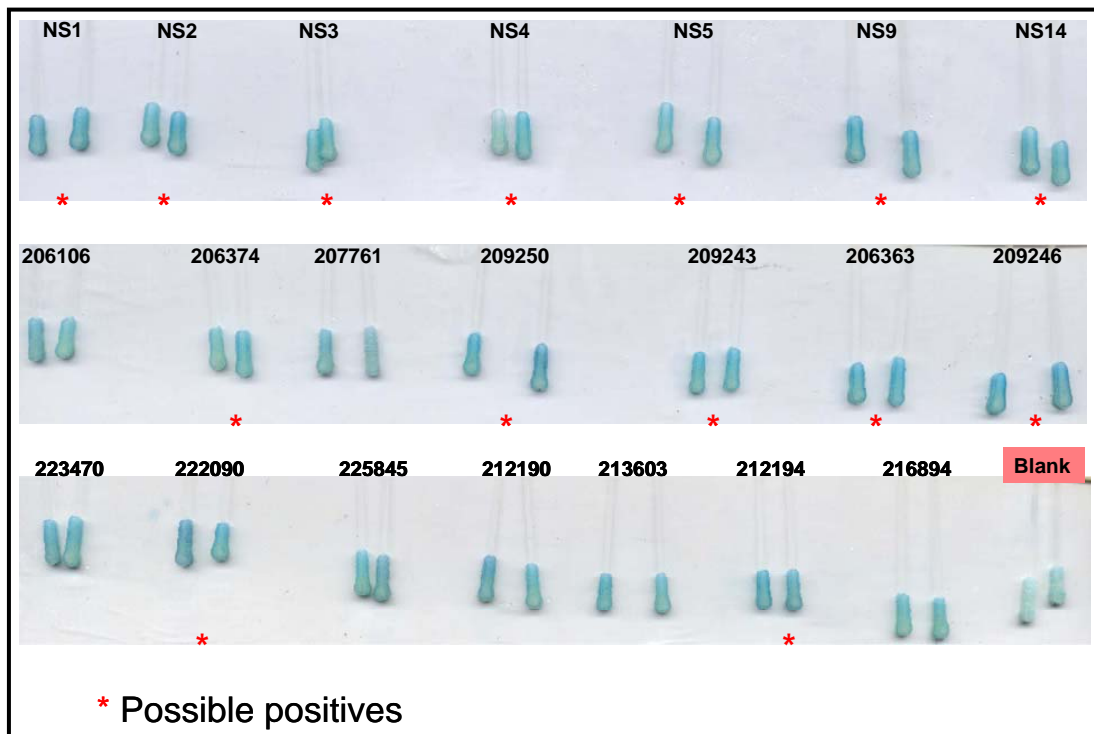 NS1 NS2 NS3 NS4 NS5 NS9 NS14
* * * * * * *
206106 206374 207761 209250 209243 206363 209246
* * * * *
223470 222090 225845 212190 213603 212194 216894 Blank
* *
* Possible positives